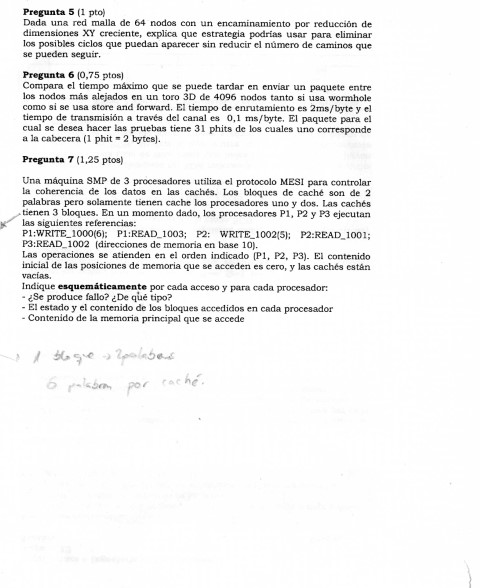 Pregunta 5 (1 pto)
Dada una red malla de 64 nodos con un encaminamiento por reducción de
dimensiones XY creciente, explica que estrategia podrías usar para eliminar
los posibles ciclos que puedan aparecer sin reducir el número de caminos que
se pueden seguir.
Pregunta 6 (0,75 ptos)
Compara el tiempo máximo que se puede tardar en enviar un paquete entre
los nodos más alejados en un toro 3D de 4096 nodos tanto si usa wormhole
como si se usa store and forward. El tiempo de enrutamiento es 2ms/byte y el
tiempo de transmisión a través del canal es 0,1 ms/byte. El paquete para el
cual se desea hacer las pruebas tiene 31 phits de los cuales uno corresponde
a la cabecera (1 phit = 2 bytes).
Pregunta 7 (1,25 ptos)
Una máquina SMP de 3 procesadores utiliza el protocolo MESI para controlar
la coherencia de los datos en las cachés. Los bloques de caché son de 2
palabras pero solamente tienen cache los procesadores uno y dos. Las cachés
tienen 3 bloques. En un momento dado, los procesadores P1, P2 y P3 ejecutan
las siguientes referencias:
P1:WRITE_1000(6); P1:READ_1003; P2: WRITE_1002(5); P2:READ_1001;
P3:READ_1002 (direcciones de memoria en base 10).
Las operaciones se atienden en el orden indicado (P1, P2, P3). El contenido
inicial de las posiciones de memoria que se acceden es cero, y las cachés están
vacías.
Indique esquemáticamente por cada acceso y para cada procesador:
- ¿Se produce fallo? ¿De qué tipo?
- El estado y el contenido de los bloques accedidos en cada procesador
- Contenido de la memoria principal que se accede
→ 1 bloque → 2 palabras
6 palabras por caché.